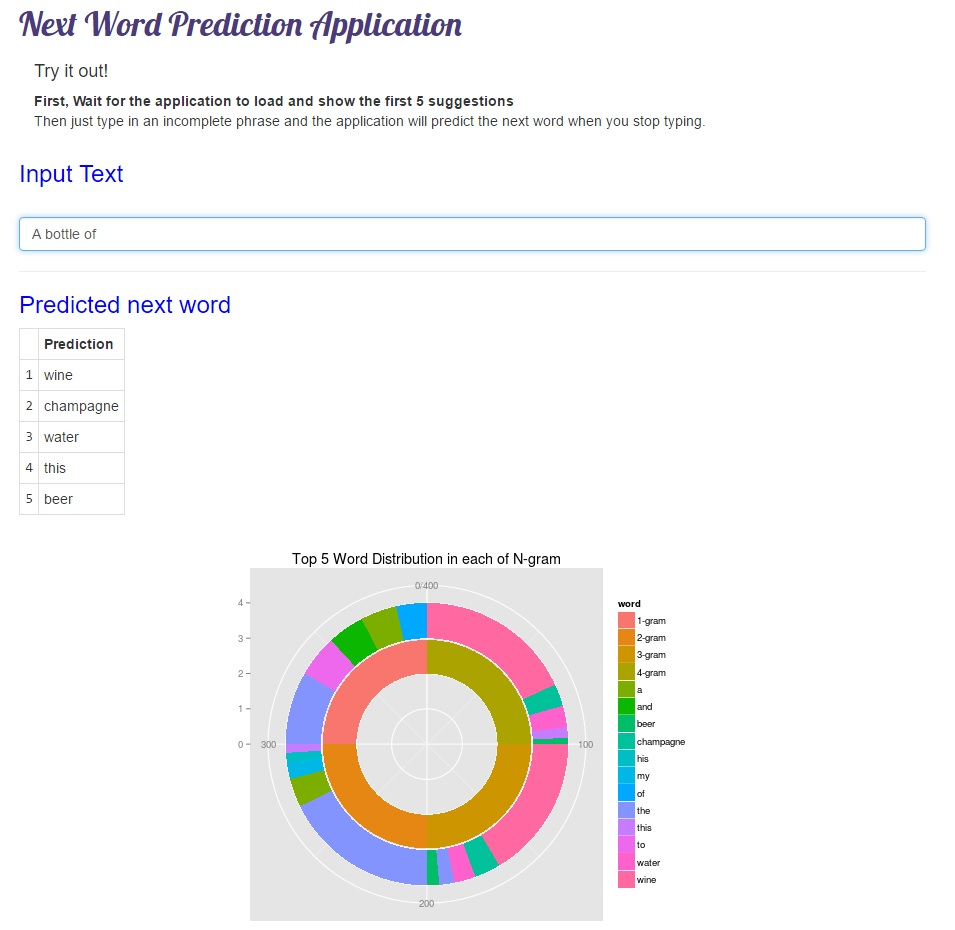 Next Word Prediction Application
Try it out!
First, Wait for the application to load and show the first 5 suggestions
Then just type in an incomplete phrase and the application will predict the next word when you stop typing.
Input Text
A bottle of
Predicted next word
Prediction
1 wine
2 champagne
3 water
4 this
5 beer
Top 5 Word Distribution in each of N-gram
0/400
4
3
2
1
0
300
100
200
word
1-gram
2-gram
3-gram
4-gram
a
and
beer
champagne
his
my
of
the
this
to
water
wine